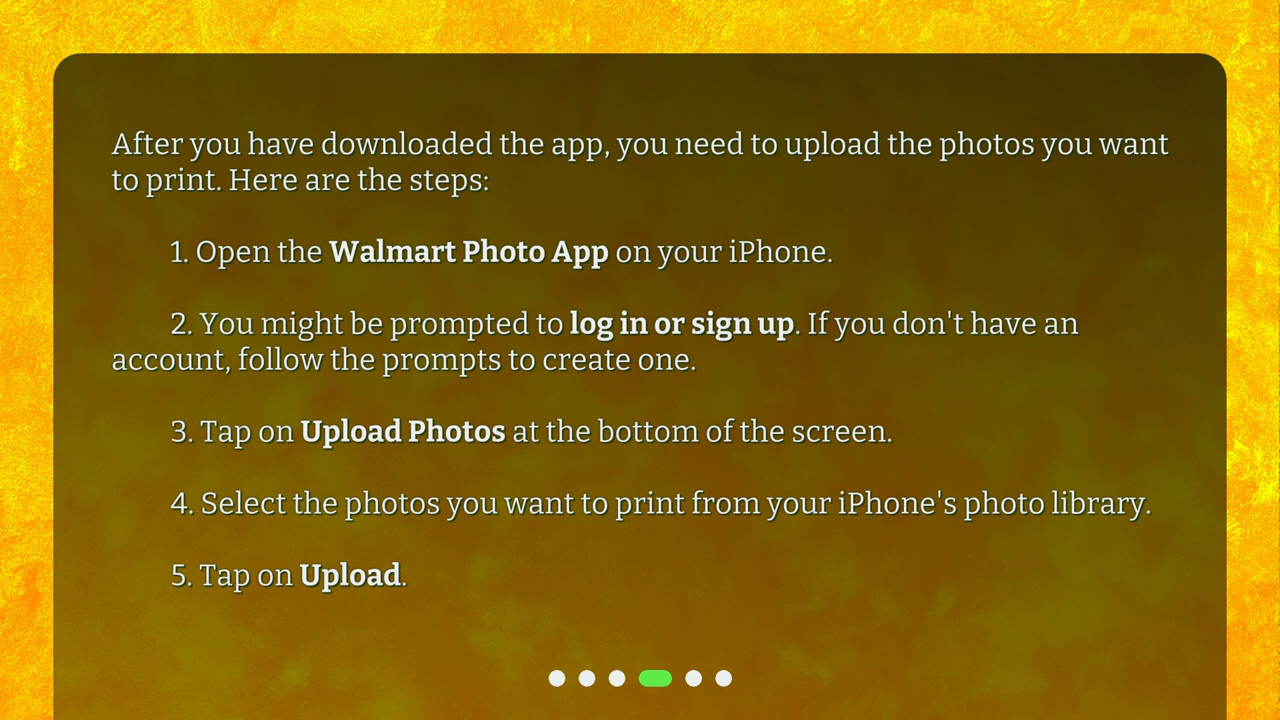 After you have downloaded the app, you need to upload the photos you want
to print. Here are the steps:
1. Open the Walmart Photo App on your iPhone.
2. You might be prompted to log in or sign up. If you don't have an
account, follow the prompts to create one.
3. Tap on Upload Photos at the bottom of the screen.
4. Select the photos you want to print from your iPhone's photo library.
5. Tap on Upload.